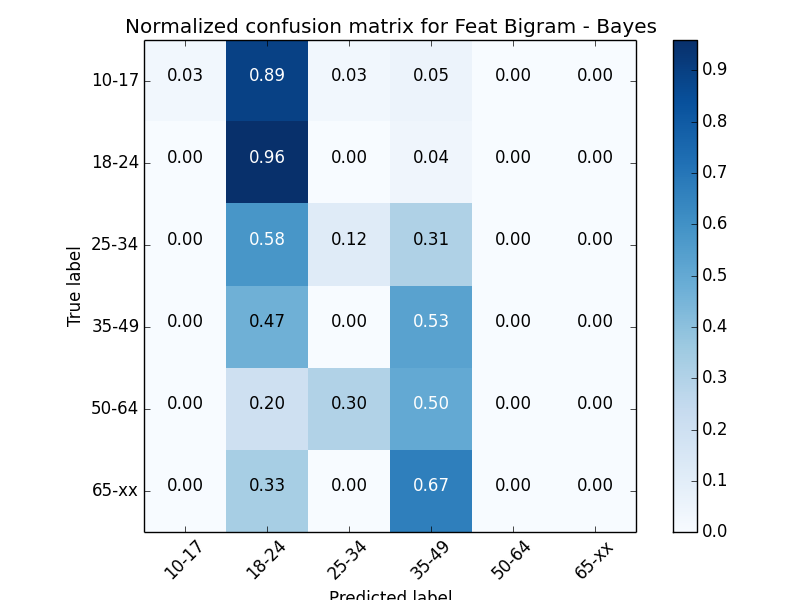 Normalized confusion matrix for Feat Bigram - Bayes
10-17 0.03 0.89 0.03 0.05 0.00 0.00
18-24 0.00 0.96 0.00 0.04 0.00 0.00
25-34 0.00 0.58 0.12 0.31 0.00 0.00
35-49 0.00 0.47 0.00 0.53 0.00 0.00
50-64 0.00 0.20 0.30 0.50 0.00 0.00
65-xx 0.00 0.33 0.00 0.67 0.00 0.00
True label
10-17 18-24 25-34 35-49 50-64 65-xx
Predicted label
0.9
0.8
0.7
0.6
0.5
0.4
0.3
0.2
0.1
0.0